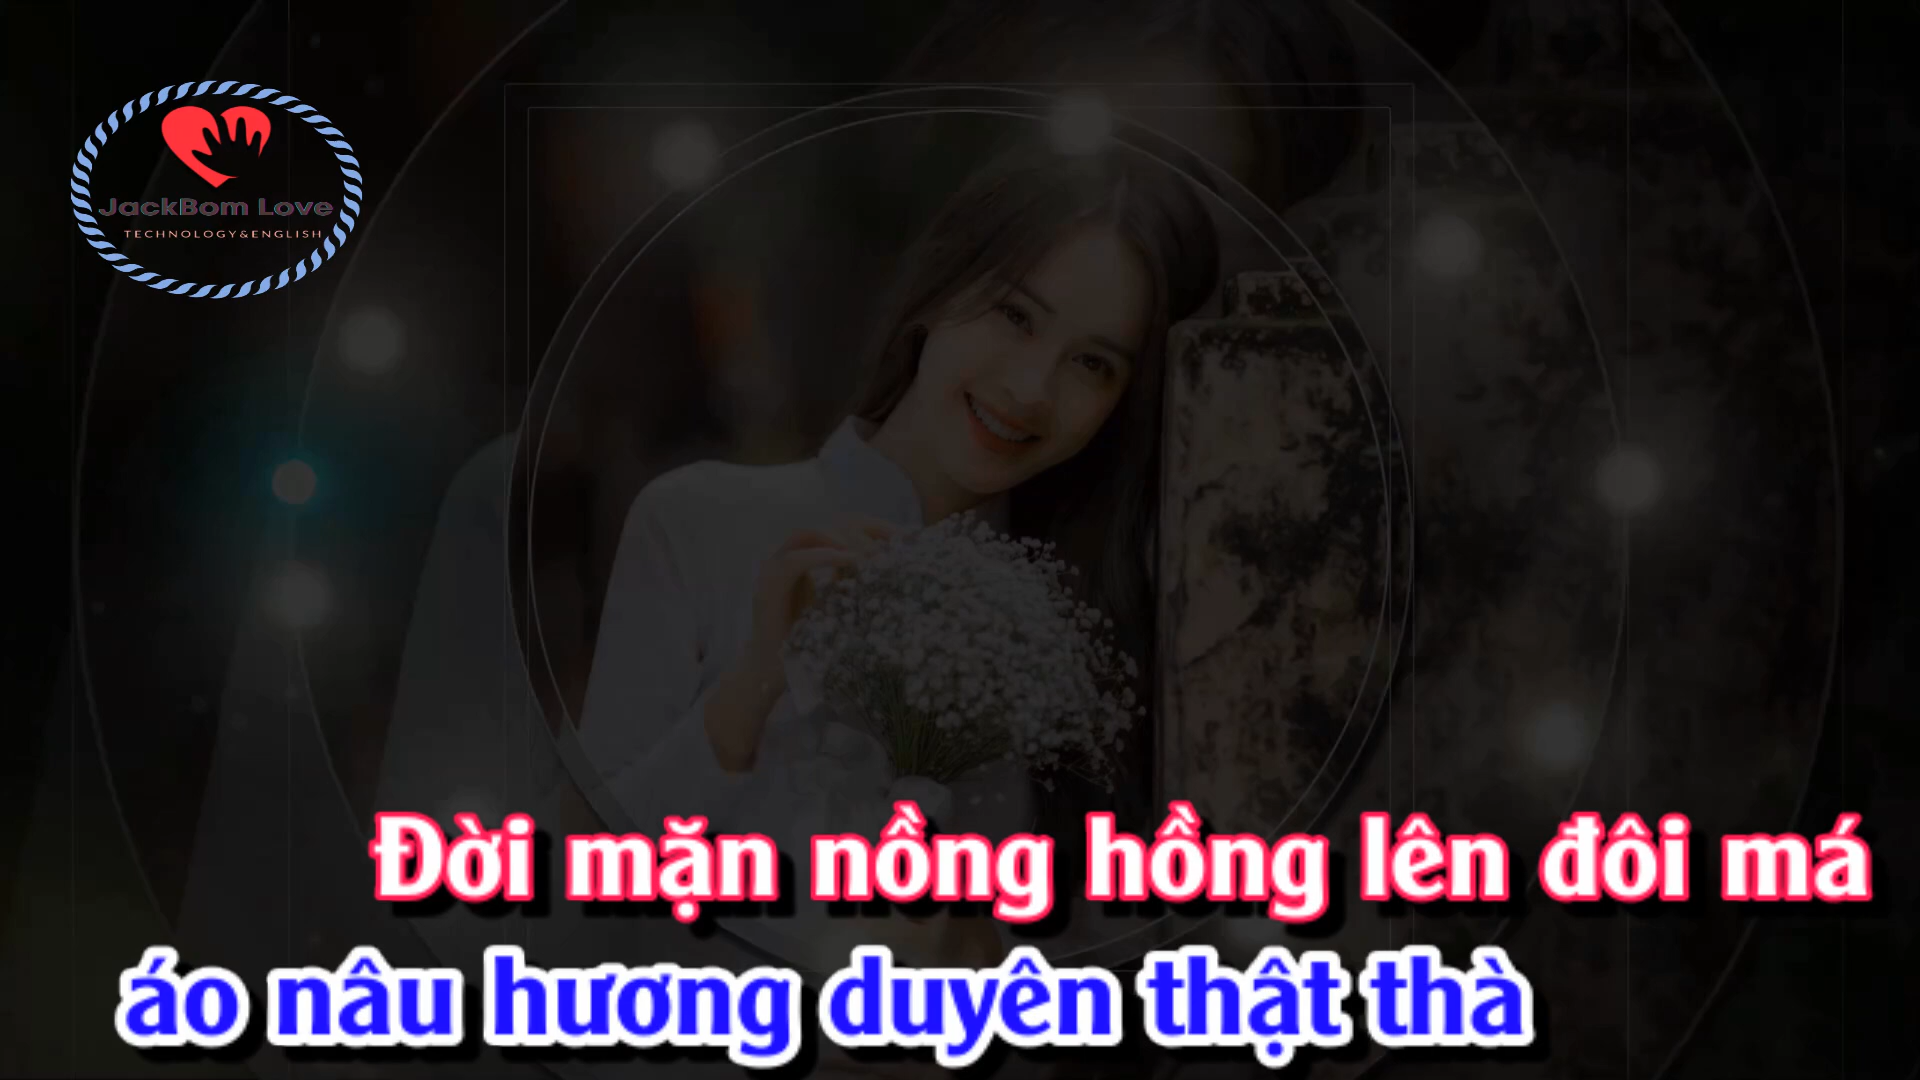 JackBom Love
TECHNOLOGY&ENGLISH
Đời mặn nồng hồng lên đôi má
áo nâu hương duyên thật thà